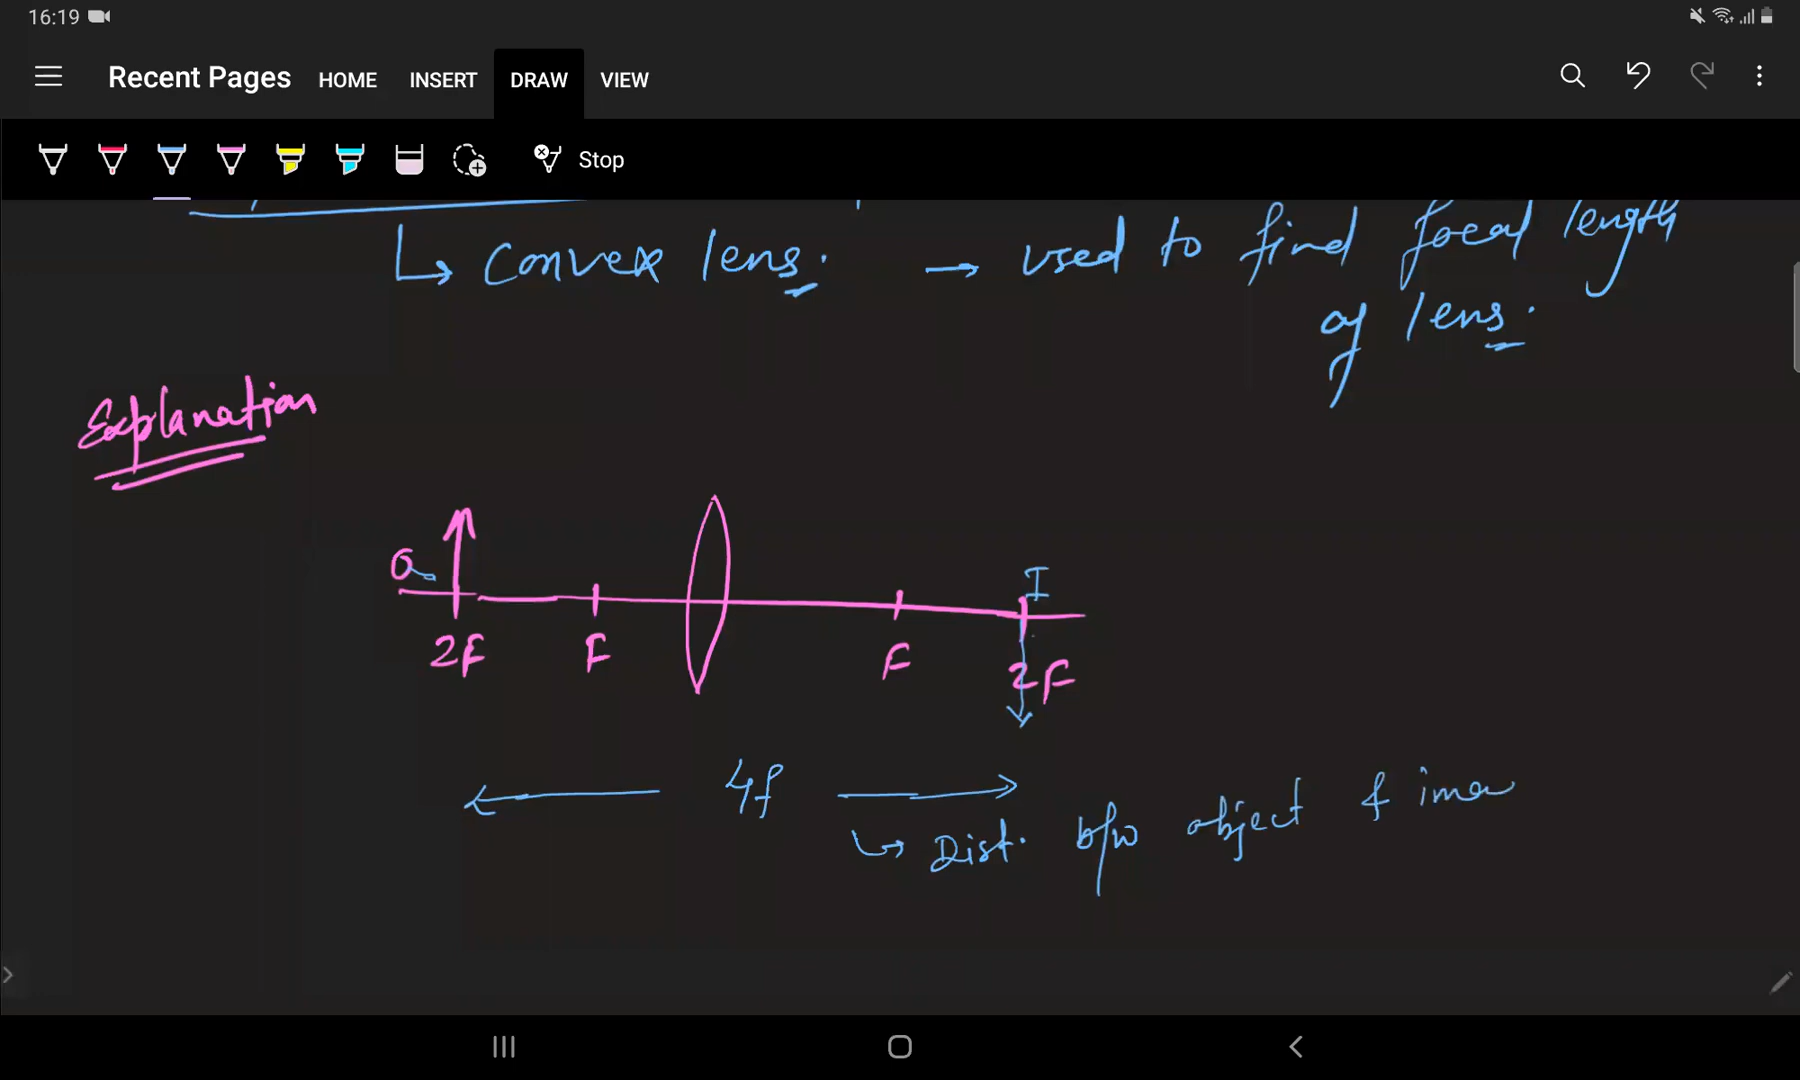 16:19
Recent Pages HOME INSERT DRAW VIEW
Stop
↳ Convex lens. → used to find focal length
of lens.
Explanation
O I
2F F F 2F
4f
↳ Dist. b/w object & ima